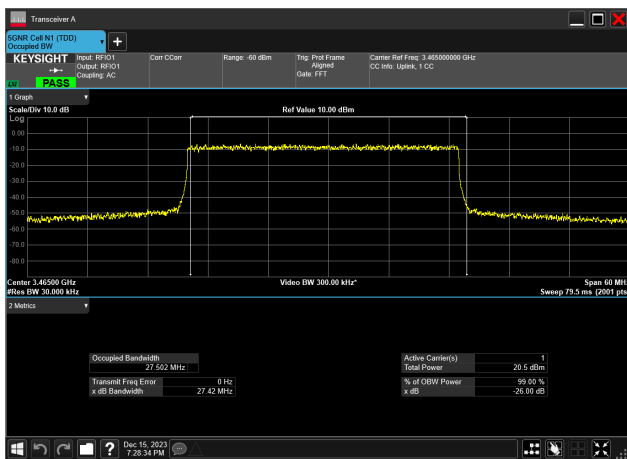 Transceiver A
5GNR Cell N1 (TDD)
Occupied BW
KEYSIGHT
LXI
PASS
Input: RFIO1
Output: RFIO1
Coupling: AC
Corr CCorr
Range: -60 dBm
Trig: Prot Frame
Aligned
Gate: FFT
Carrier Ref Freq: 3.465000000 GHz
CC Info: Uplink, 1 CC
1 Graph
Scale/Div 10.0 dB
Ref Value 10.00 dBm
Log
0.00
-10.0
-20.0
-30.0
-40.0
-50.0
-60.0
-70.0
-80.0
Center 3.46500 GHz
Video BW 300.00 kHz*
Span 60 MHz
#Res BW 30.000 kHz
Sweep 79.5 ms (2001 pts
2 Metrics
Occupied Bandwidth
27.502 MHz
Transmit Freq Error 0 Hz
x dB Bandwidth 27.42 MHz
Active Carrier(s) 1
Total Power 20.5 dBm
% of OBW Power 99.00 %
x dB -26.00 dB
Dec 15, 2023
7:28:34 PM